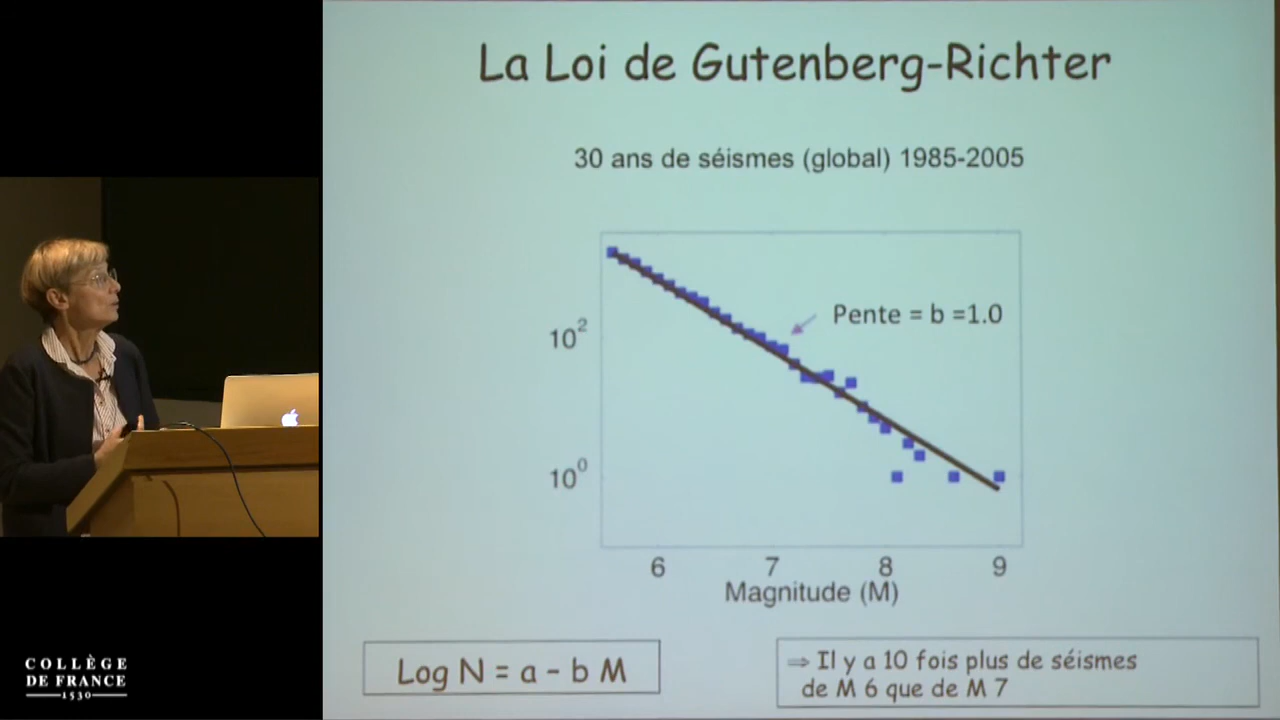 La Loi de Gutenberg-Richter
30 ans de séismes (global) 1985-2005
Pente = b =1.0
10²
10⁰
6 7 8 9
Magnitude (M)
Log N = a - b M
⇒ Il y a 10 fois plus de séismes
de M 6 que de M 7
COLLÈGE
DE FRANCE
1530